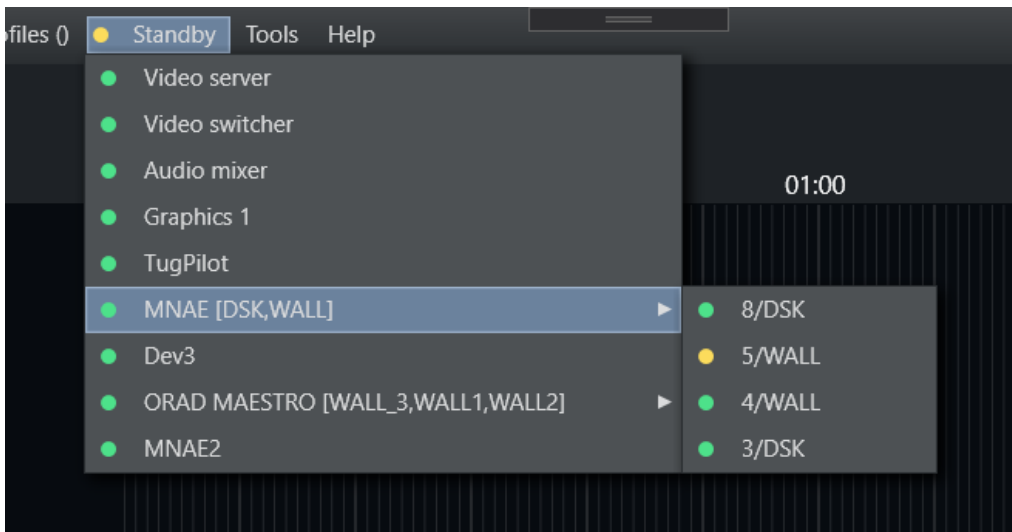 ofiles () Standby Tools Help
Video server
Video switcher
Audio mixer
01:00
Graphics 1
TugPilot
MNAE [DSK,WALL]
8/DSK
Dev3
5/WALL
ORAD MAESTRO [WALL_3,WALL1,WALL2]
4/WALL
MNAE2
3/DSK